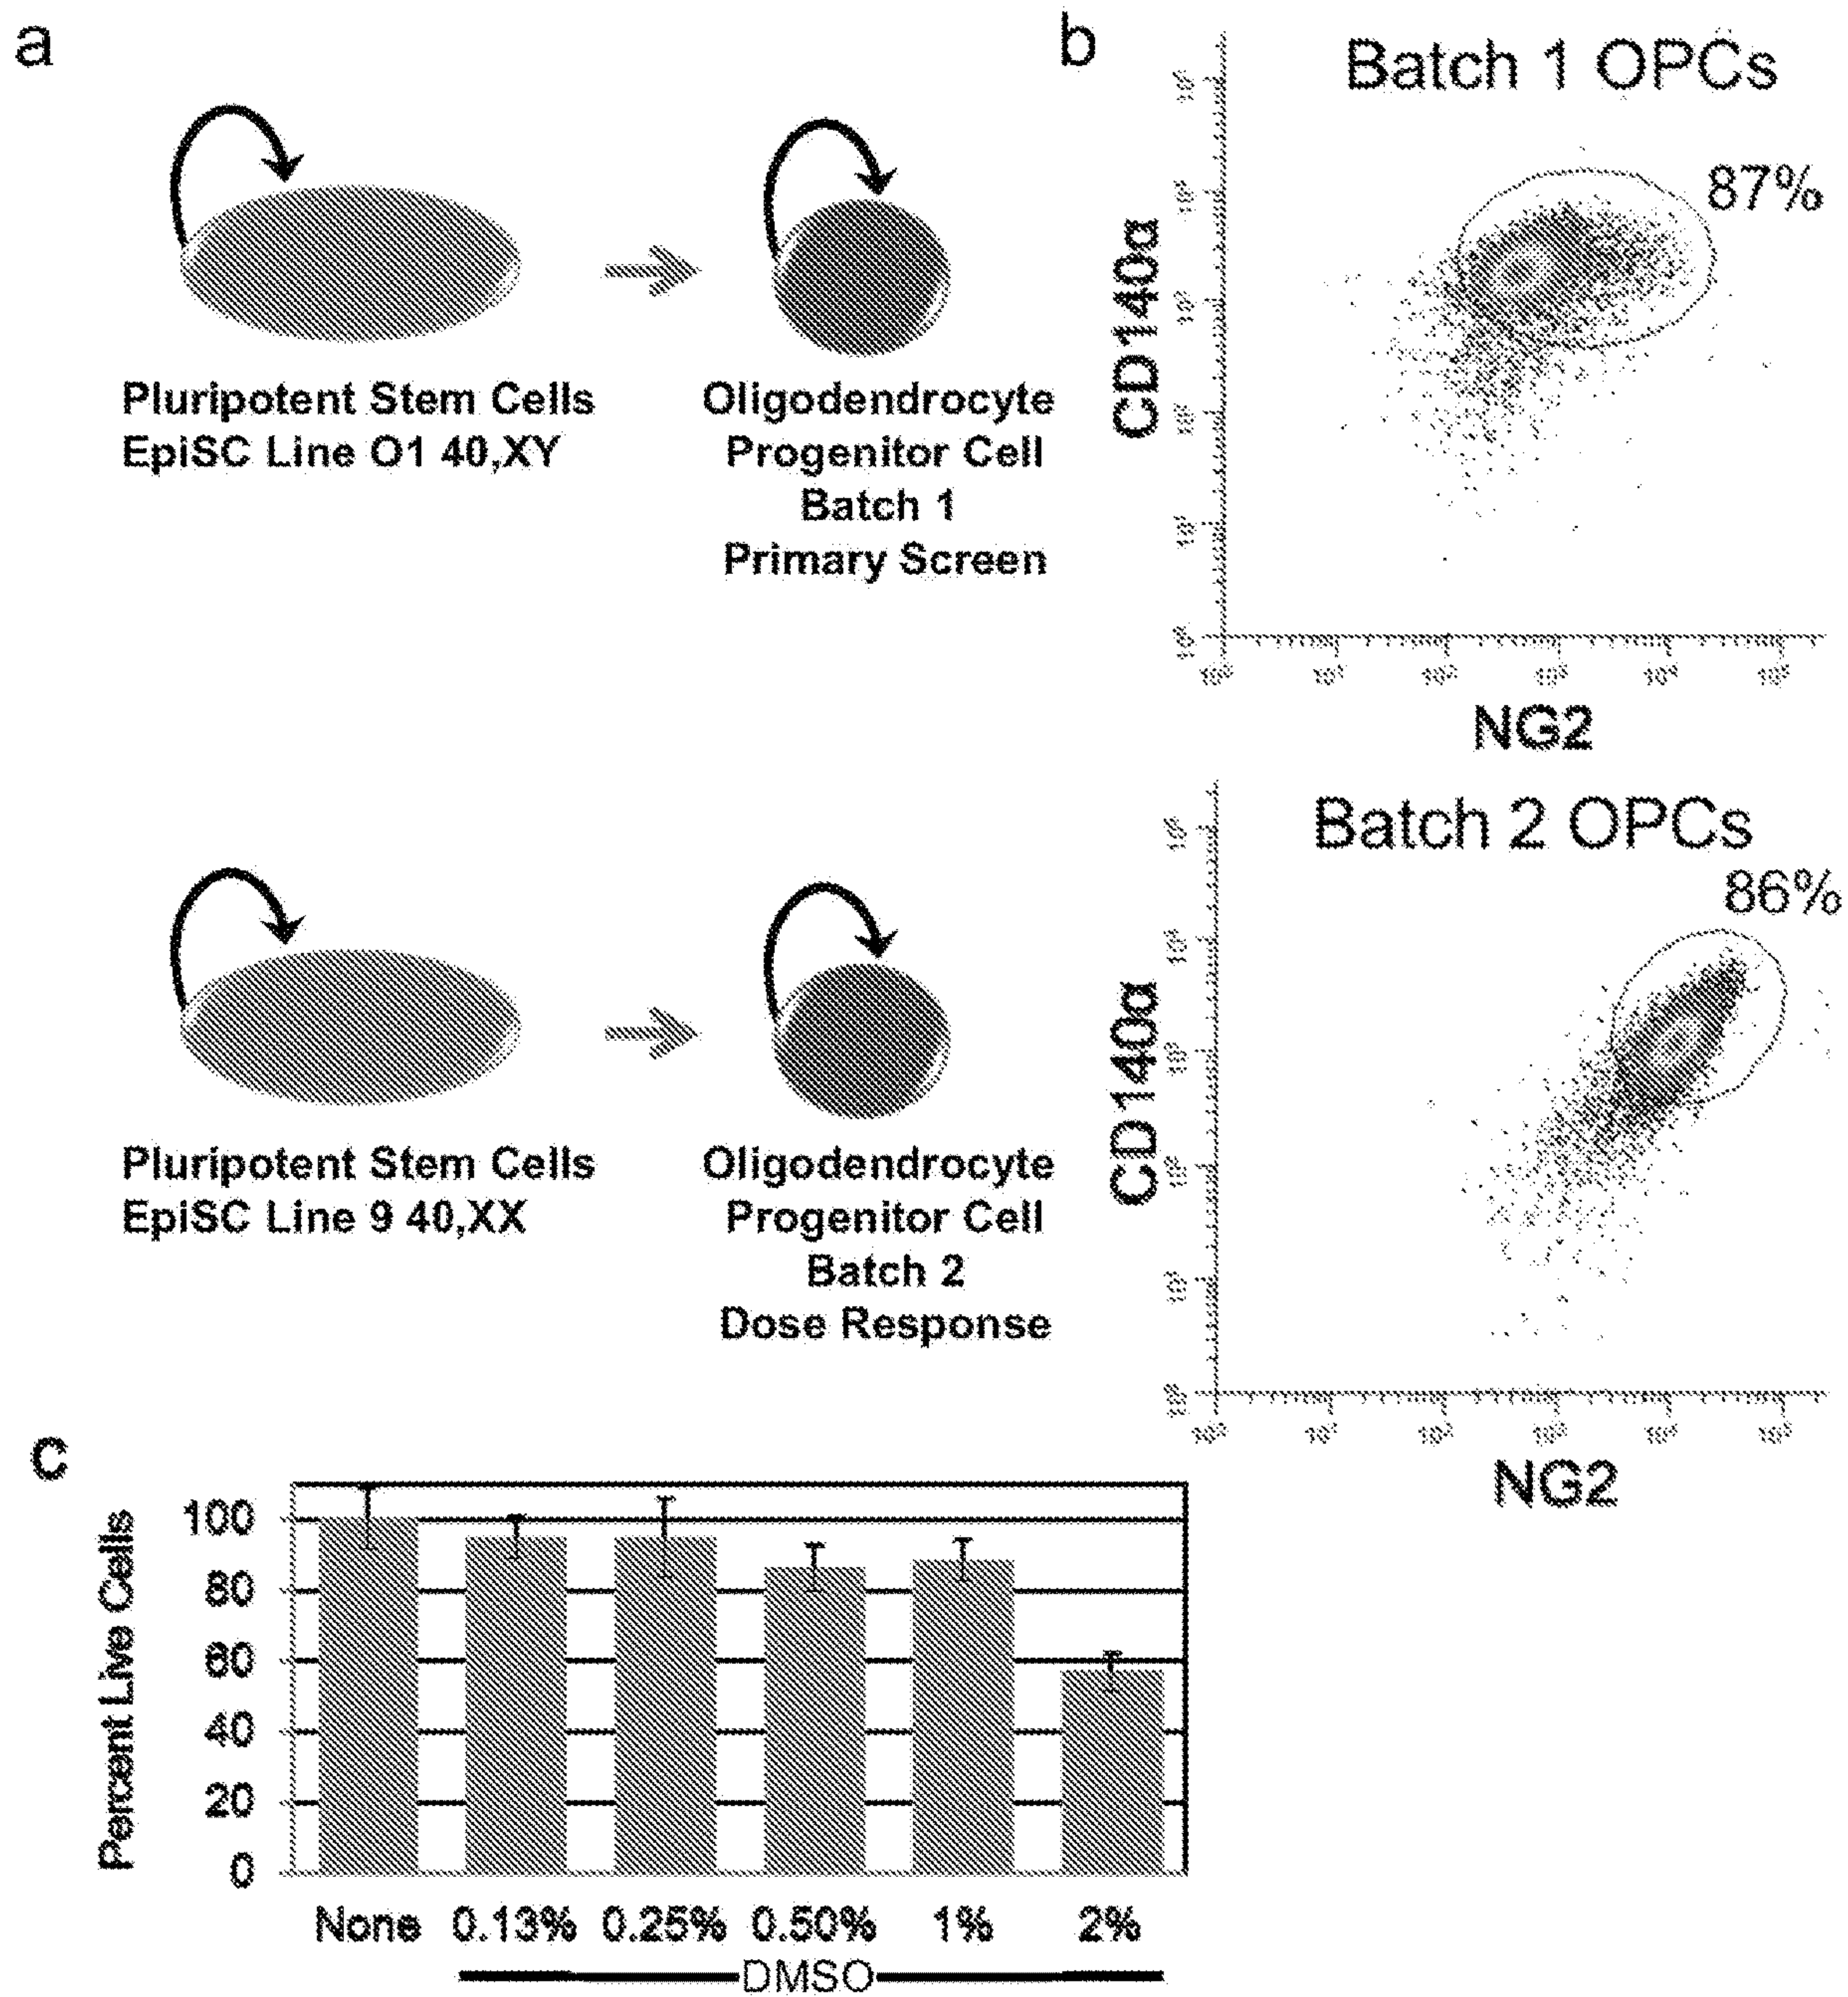 a
Pluripotent Stem Cells
EpiSC Line O1 40,XY
Oligodendrocyte
Progenitor Cell
Batch 1
Primary Screen
Pluripotent Stem Cells
EpiSC Line 9 40,XX
Oligodendrocyte
Progenitor Cell
Batch 2
Dose Response
b
Batch 1 OPCs
87%
CD140α
NG2
Batch 2 OPCs
86%
CD140α
NG2
c
Percent Live Cells
100
80
60
40
20
0
None 0.13% 0.25% 0.50% 1% 2%
DMSO